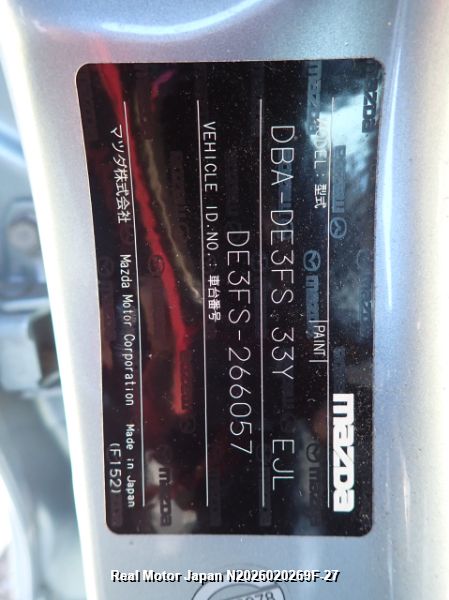 mazda
MODEL: 型式 PAINT:
DBA-DE3FS 33Y EJL
VEHICLE ID.NO.: 車台番号
DE3FS-266057
マツダ株式会社 Mazda Motor Corporation Made in Japan
(F152)
Real Motor Japan N2025020269F-27